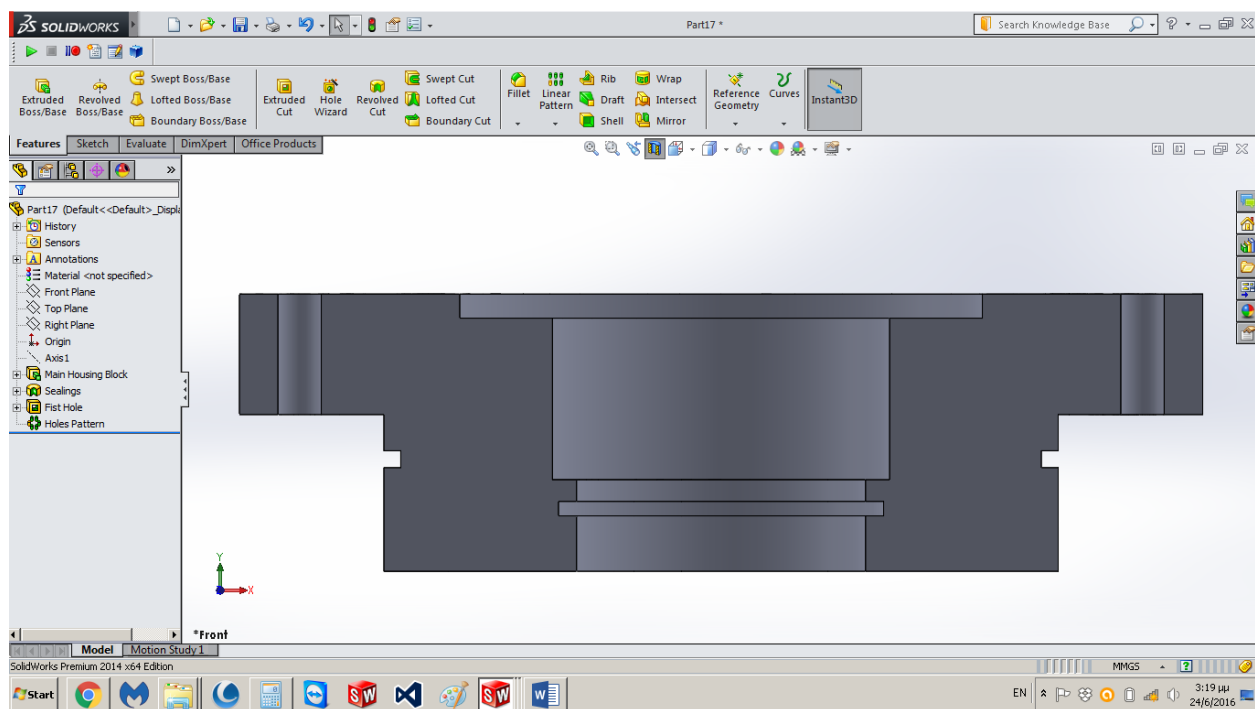 SOLIDWORKS
Part17 *
Search Knowledge Base
Extruded Boss/Base
Revolved Boss/Base
Swept Boss/Base
Lofted Boss/Base
Boundary Boss/Base
Extruded Cut
Hole Wizard
Revolved Cut
Swept Cut
Lofted Cut
Boundary Cut
Fillet
Linear Pattern
Rib
Draft
Shell
Wrap
Intersect
Mirror
Reference Geometry
Curves
Instant3D
Features
Sketch
Evaluate
DimXpert
Office Products
Part17 (Default<<Default>_Displa
History
Sensors
Annotations
Material <not specified>
Front Plane
Top Plane
Right Plane
Origin
Axis1
Main Housing Block
Sealings
Fist Hole
Holes Pattern
Y
X
*Front
Model
Motion Study 1
SolidWorks Premium 2014 x64 Edition
MMGS
Start
EN
3:19 μμ
24/6/2016